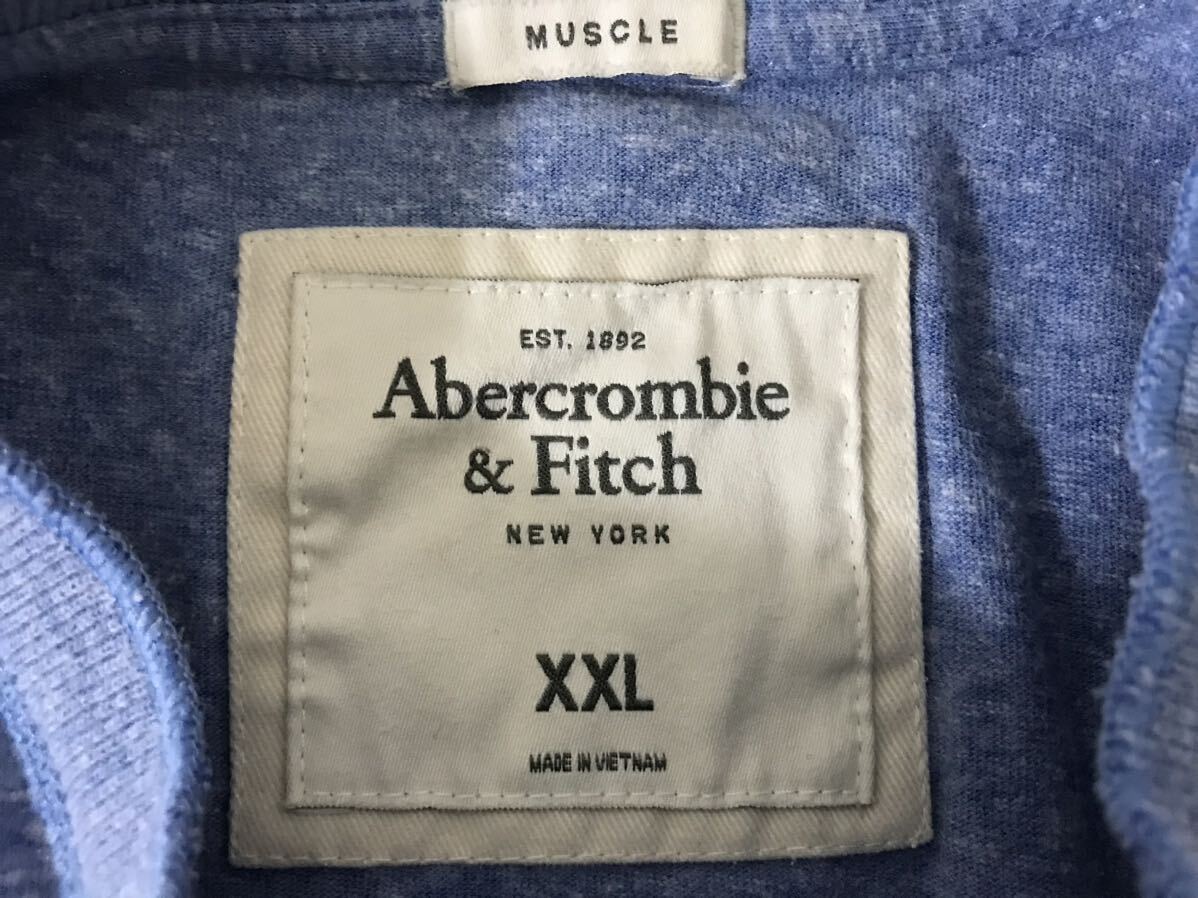 MUSCLE
EST. 1892
Abercrombie
& Fitch
NEW YORK
XXL
MADE IN VIETNAM